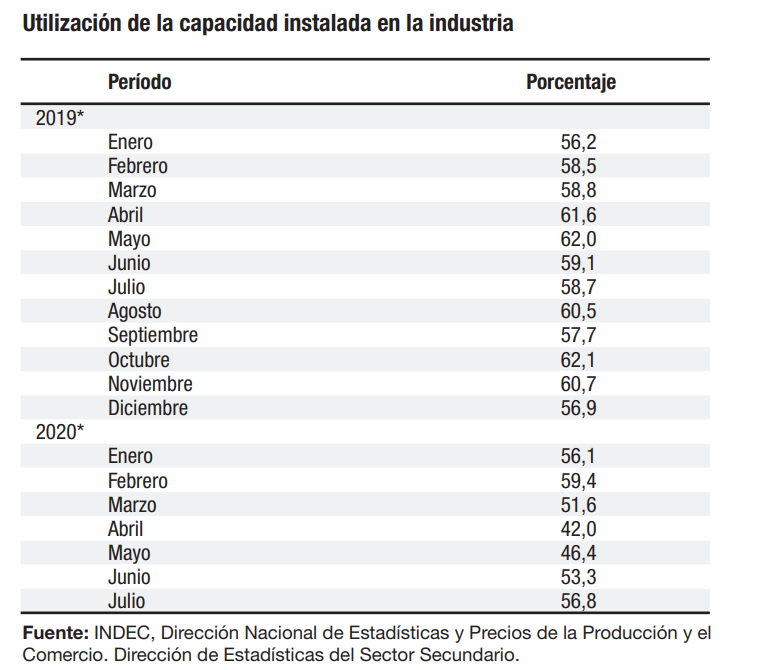 Utilización de la capacidad instalada en la industria
Período Porcentaje
2019*
Enero 56,2
Febrero 58,5
Marzo 58,8
Abril 61,6
Mayo 62,0
Junio 59,1
Julio 58,7
Agosto 60,5
Septiembre 57,7
Octubre 62,1
Noviembre 60,7
Diciembre 56,9
2020*
Enero 56,1
Febrero 59,4
Marzo 51,6
Abril 42,0
Mayo 46,4
Junio 53,3
Julio 56,8
Fuente: INDEC, Dirección Nacional de Estadísticas y Precios de la Producción y el
Comercio. Dirección de Estadísticas del Sector Secundario.